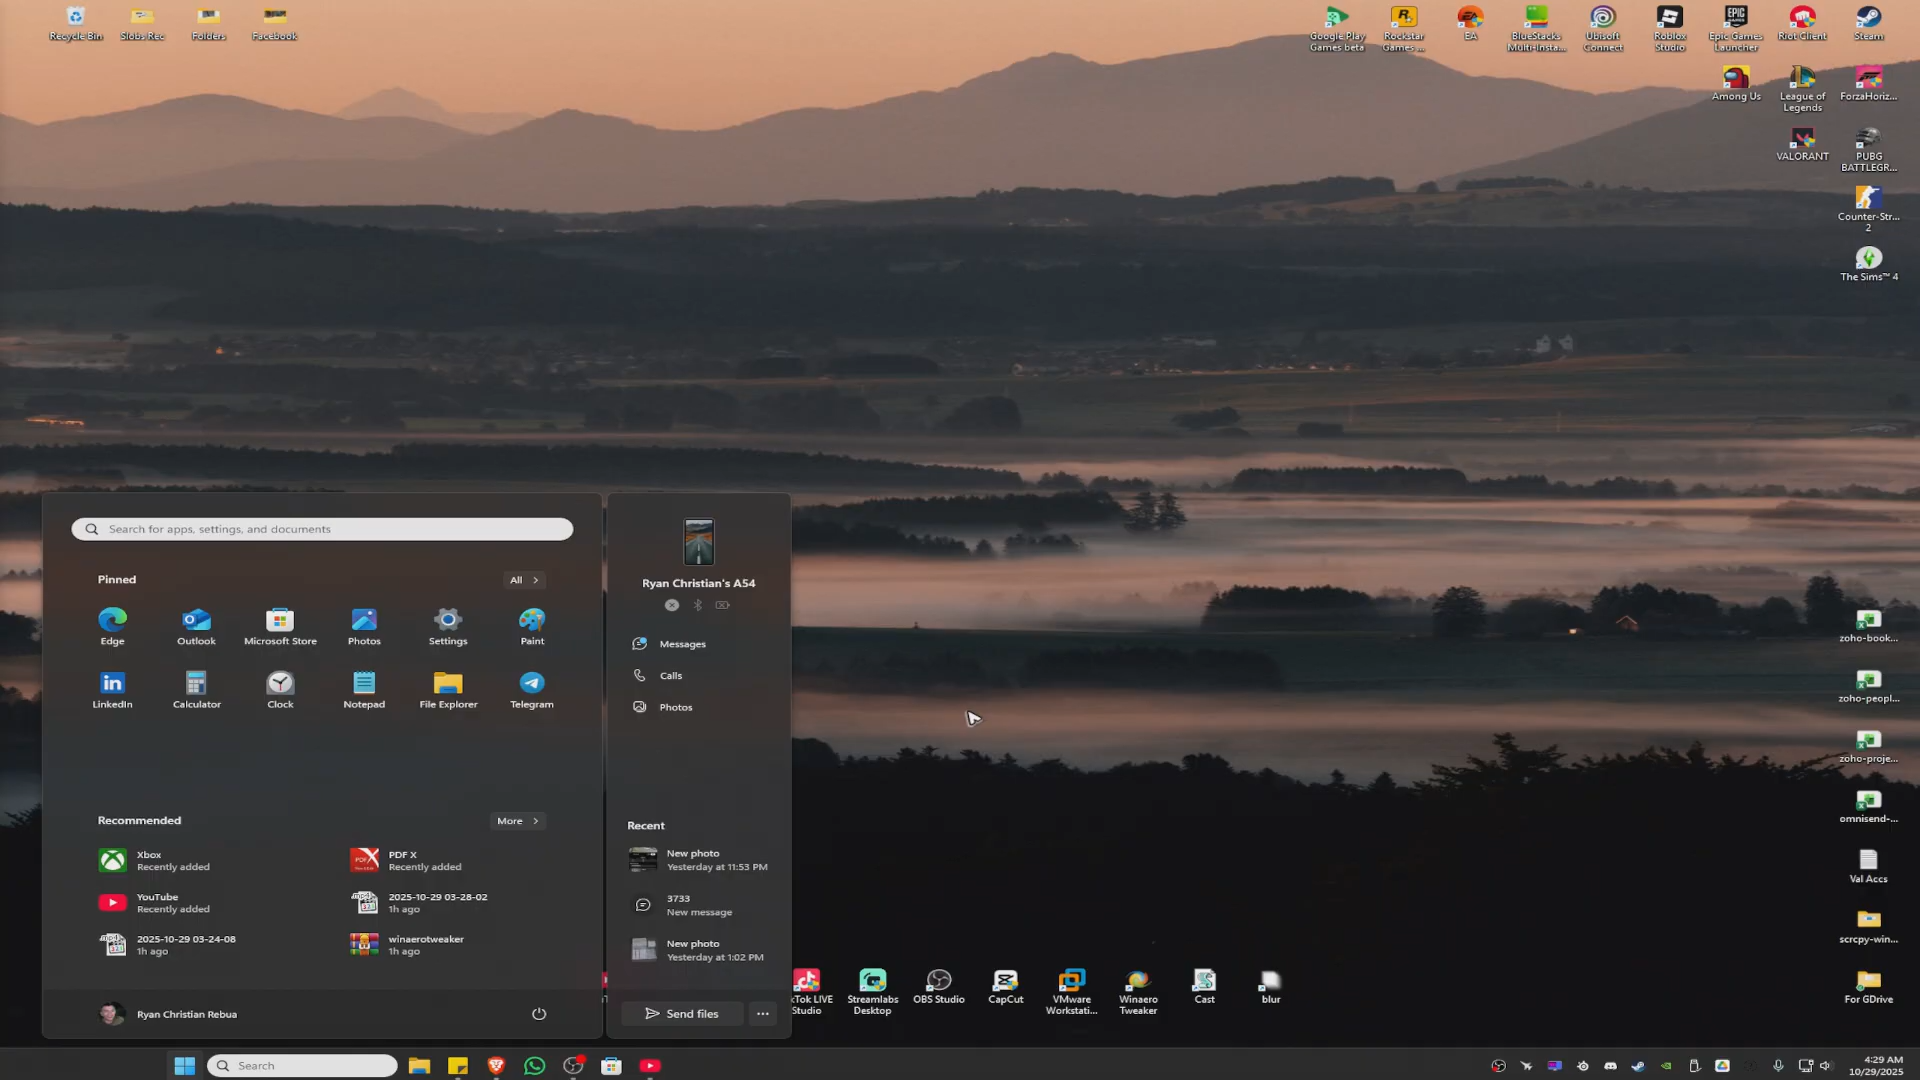 Recycle Bin
Slobs Rec
Folders
Facebook
Google Play
Games beta
Rockstar
Games ...
EA
BlueStacks
Multi-Insta...
Ubisoft
Connect
Roblox
Studio
Epic Games
Launcher
Riot Client
Steam
Among Us
League of
Legends
ForzaHoriz...
VALORANT
PUBG
BATTLEGR...
Counter-Str...
2
The Sims™ 4
zoho-book...
zoho-peopl...
zoho-proje...
omnisend-...
Val Accs
scrcpy-win...
For GDrive
Search for apps, settings, and documents
Pinned
All
Edge
Outlook
Microsoft Store
Photos
Settings
Paint
LinkedIn
Calculator
Clock
Notepad
File Explorer
Telegram
Recommended
More
Xbox
Recently added
PDF X
Recently added
YouTube
Recently added
2025-10-29 03-28-02
1h ago
2025-10-29 03-24-08
1h ago
winaerotweaker
1h ago
Ryan Christian Rebua
Ryan Christian's A54
Messages
Calls
Photos
Recent
New photo
Yesterday at 11:53 PM
3733
New message
New photo
Yesterday at 1:02 PM
Send files
kTok LIVE
Studio
Streamlabs
Desktop
OBS Studio
CapCut
VMware
Workstati...
Winaero
Tweaker
Cast
blur
Search
4:29 AM
10/29/2025